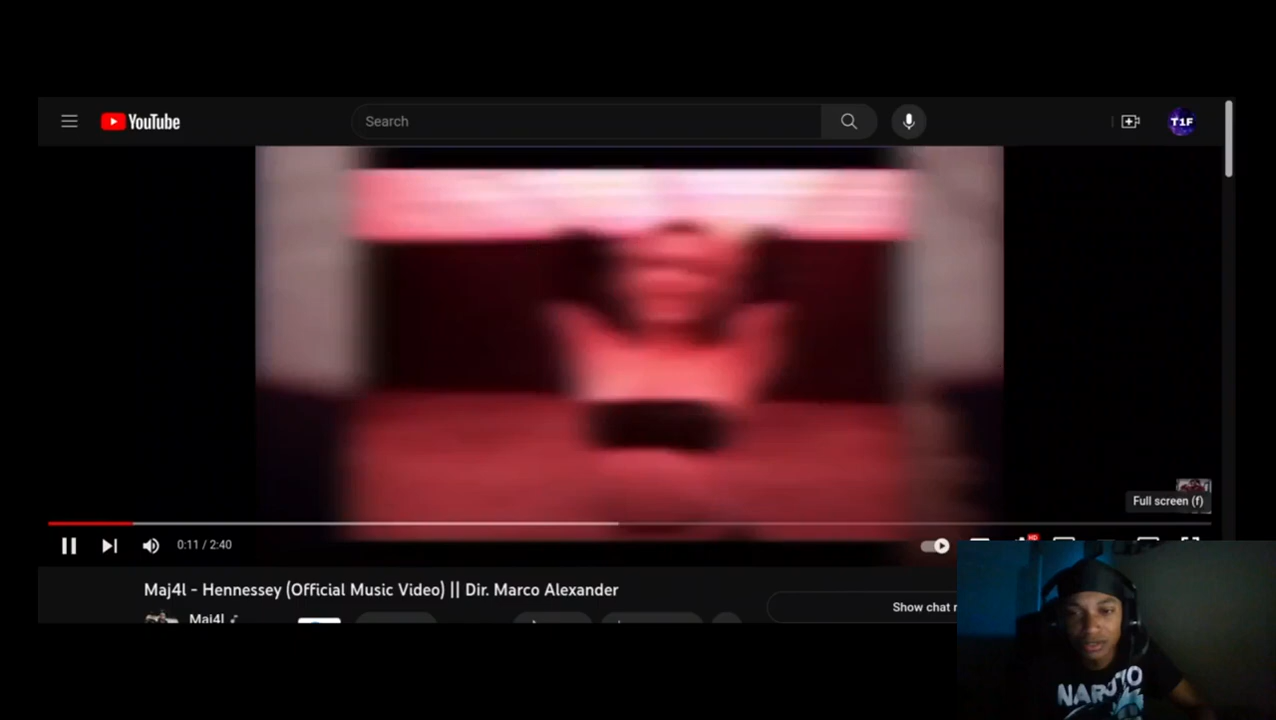 YouTube
Search
T1F
Full screen (f)
0:11 / 2:40
HD
Maj4l - Hennessey (Official Music Video) || Dir. Marco Alexander
Show chat r
Maj4l
NARUTO